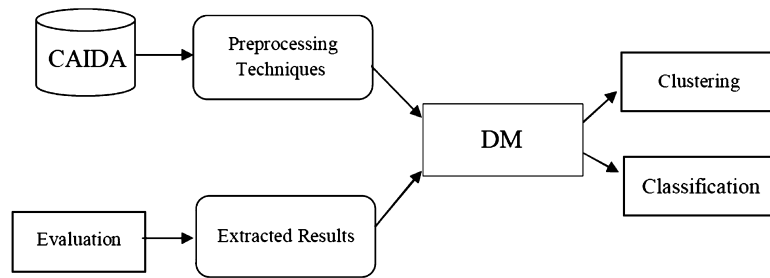 CAIDA
Preprocessing
Techniques
DM
Clustering
Classification
Evaluation
Extracted Results